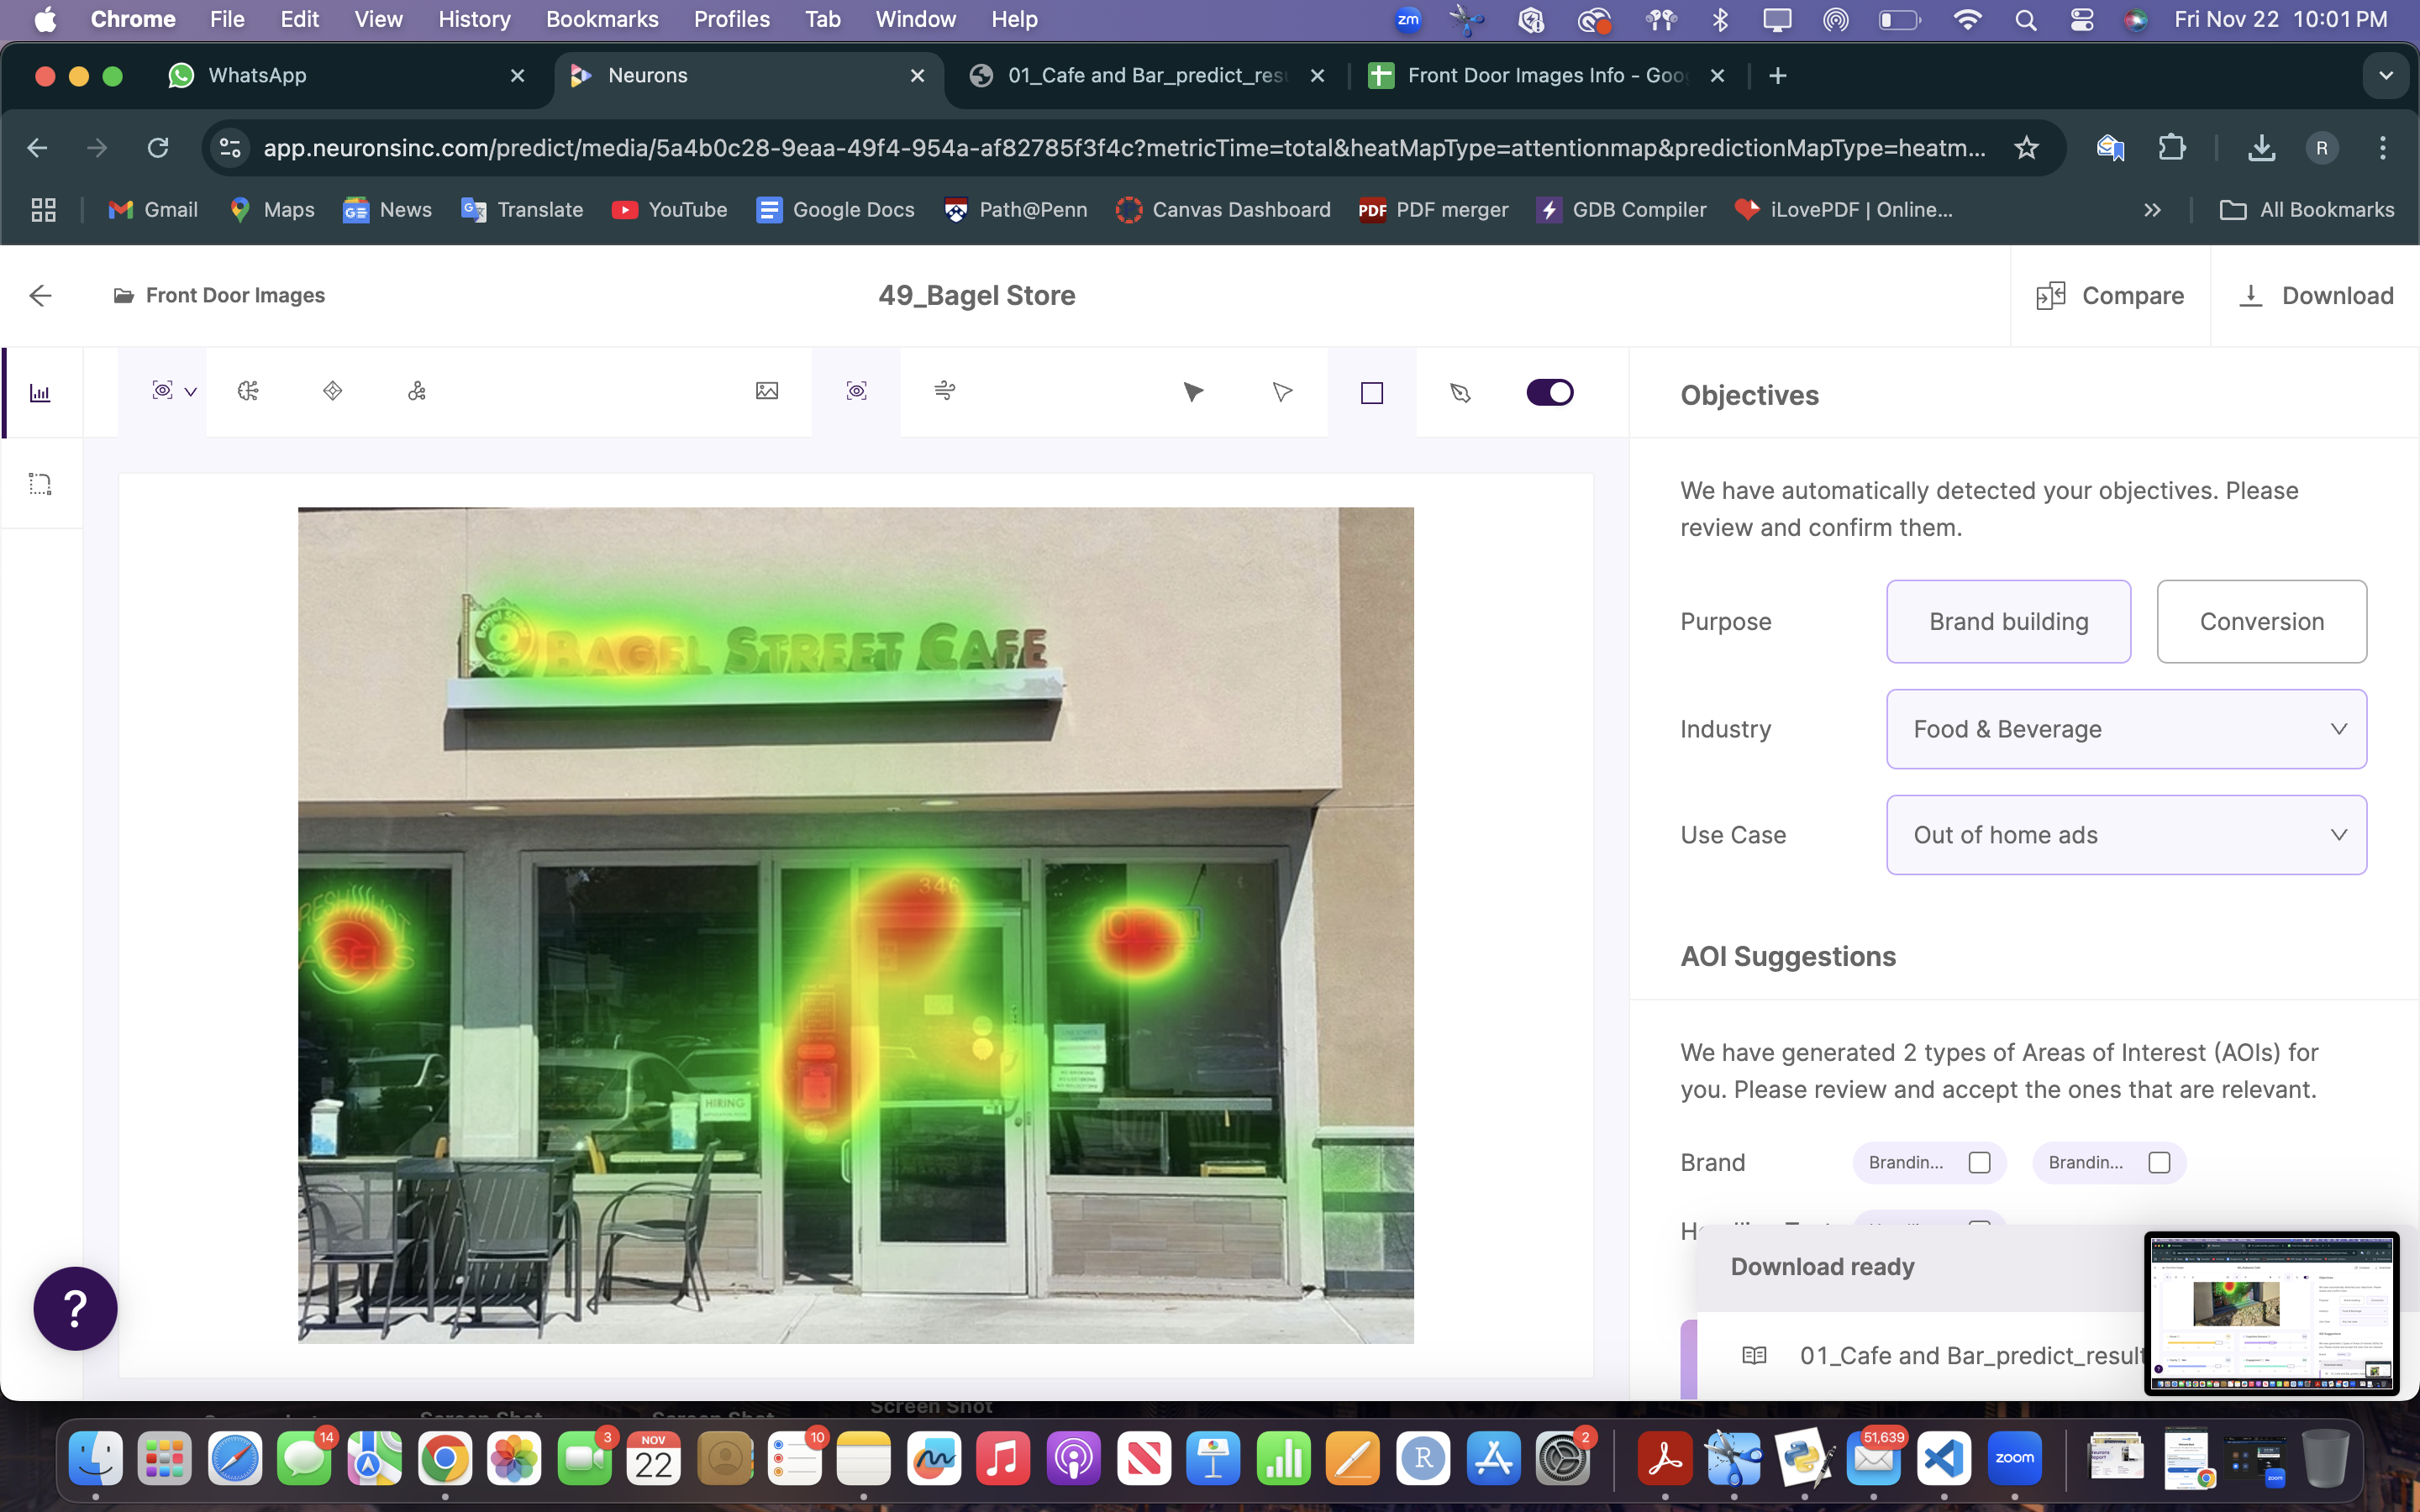 Chrome File Edit View History Bookmarks Profiles Tab Window Help zm Fri Nov 22 10:01 PM
WhatsApp Neurons 01_Cafe and Bar_predict_resu Front Door Images Info - Goo
app.neuronsinc.com/predict/media/5a4b0c28-9eaa-49f4-954a-af82785f3f4c?metricTime=total&heatMapType=attentionmap&predictionMapType=heatm... R
Gmail Maps News Translate YouTube Google Docs Path@Penn Canvas Dashboard PDF PDF merger GDB Compiler iLovePDF | Online... All Bookmarks
Front Door Images 49_Bagel Store Compare Download
Objectives
We have automatically detected your objectives. Please
review and confirm them.
Purpose Brand building Conversion
Industry Food & Beverage
Use Case Out of home ads
AOI Suggestions
We have generated 2 types of Areas of Interest (AOIs) for
you. Please review and accept the ones that are relevant.
Brand Brandin... Brandin...
Download ready
01_Cafe and Bar_predict_result
BAGEL STREET CAFE
346
HIRING
?
Screen Shot
14
3
NOV
22
10
2
51,639
zoom